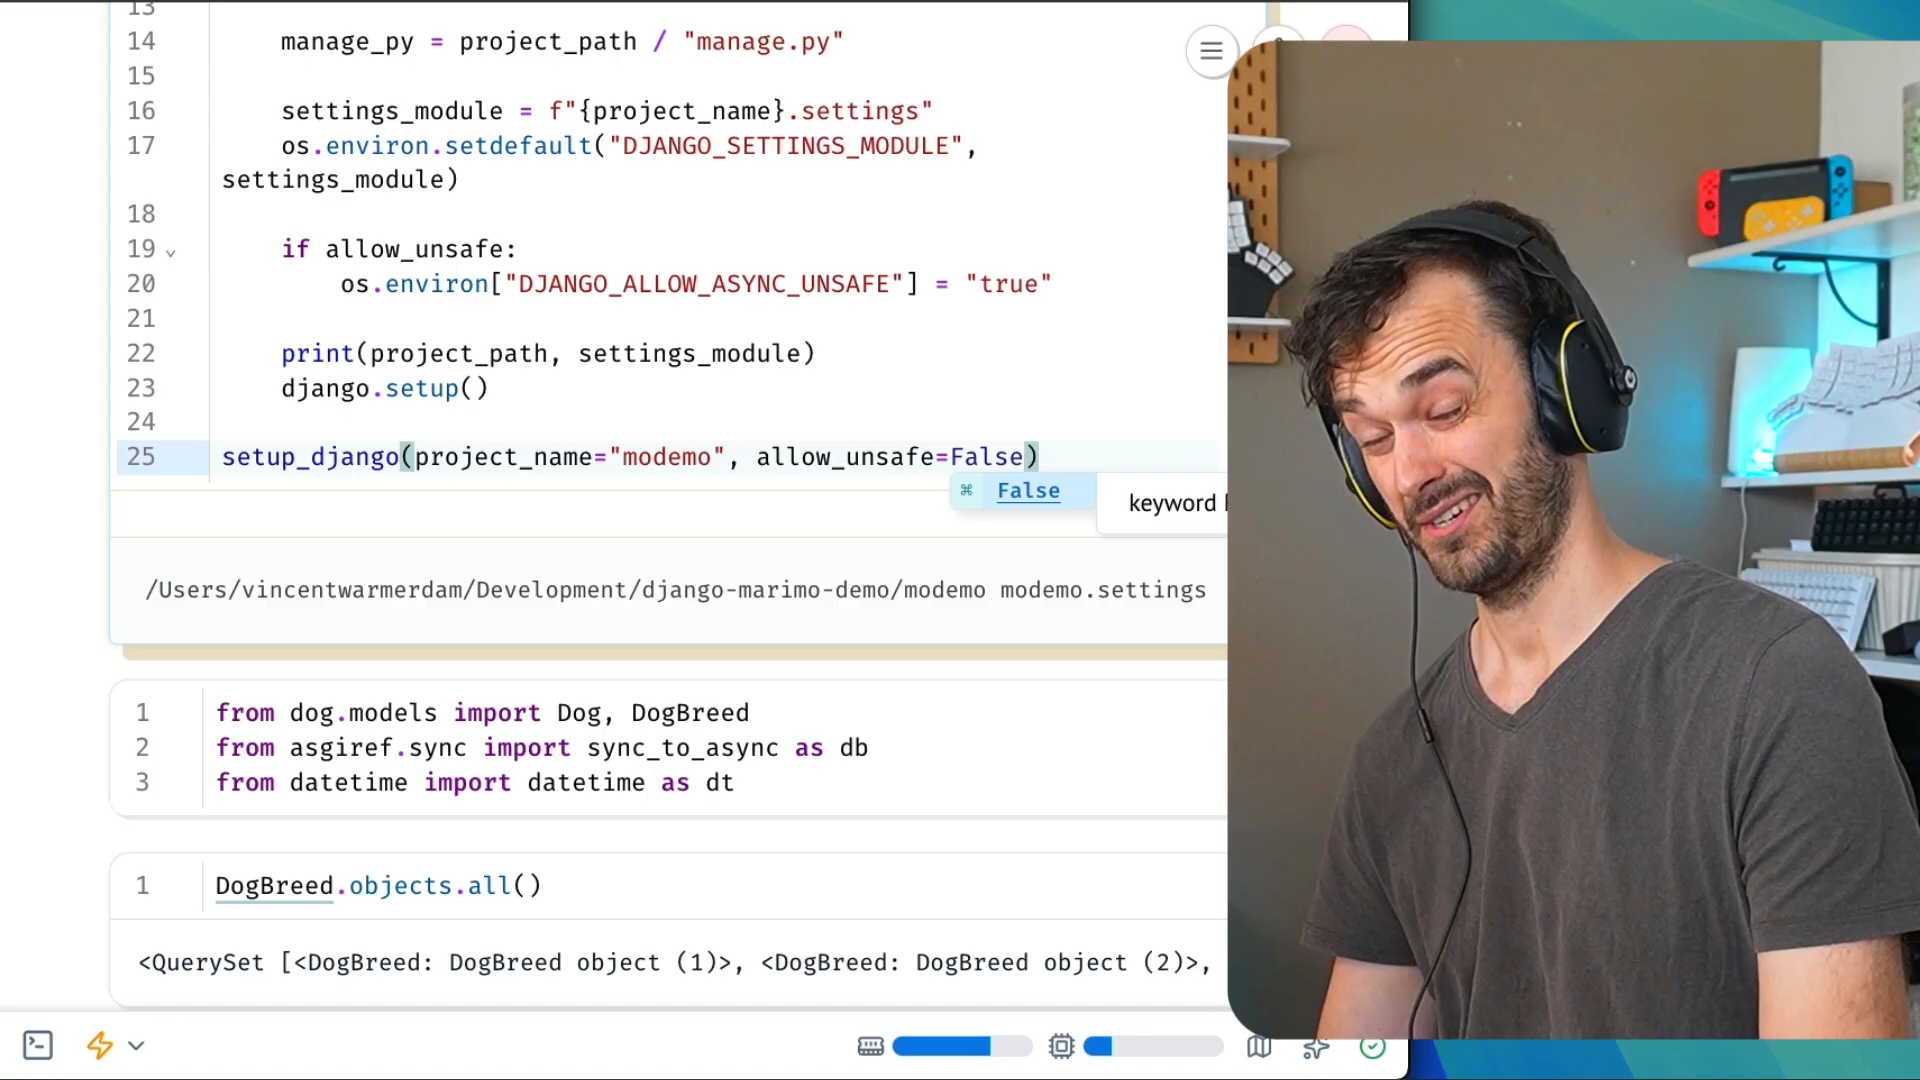 13
14 manage_py = project_path / "manage.py"
15
16 settings_module = f"{project_name}.settings"
17 os.environ.setdefault("DJANGO_SETTINGS_MODULE",
settings_module)
18
19 if allow_unsafe:
20 os.environ["DJANGO_ALLOW_ASYNC_UNSAFE"] = "true"
21
22 print(project_path, settings_module)
23 django.setup()
24
25 setup_django(project_name="modemo", allow_unsafe=False)
⌘ False
keyword
/Users/vincentwarmerdam/Development/django-marimo-demo/modemo modemo.settings
1 from dog.models import Dog, DogBreed
2 from asgiref.sync import sync_to_async as db
3 from datetime import datetime as dt
1 DogBreed.objects.all()
<QuerySet [<DogBreed: DogBreed object (1)>, <DogBreed: DogBreed object (2)>,